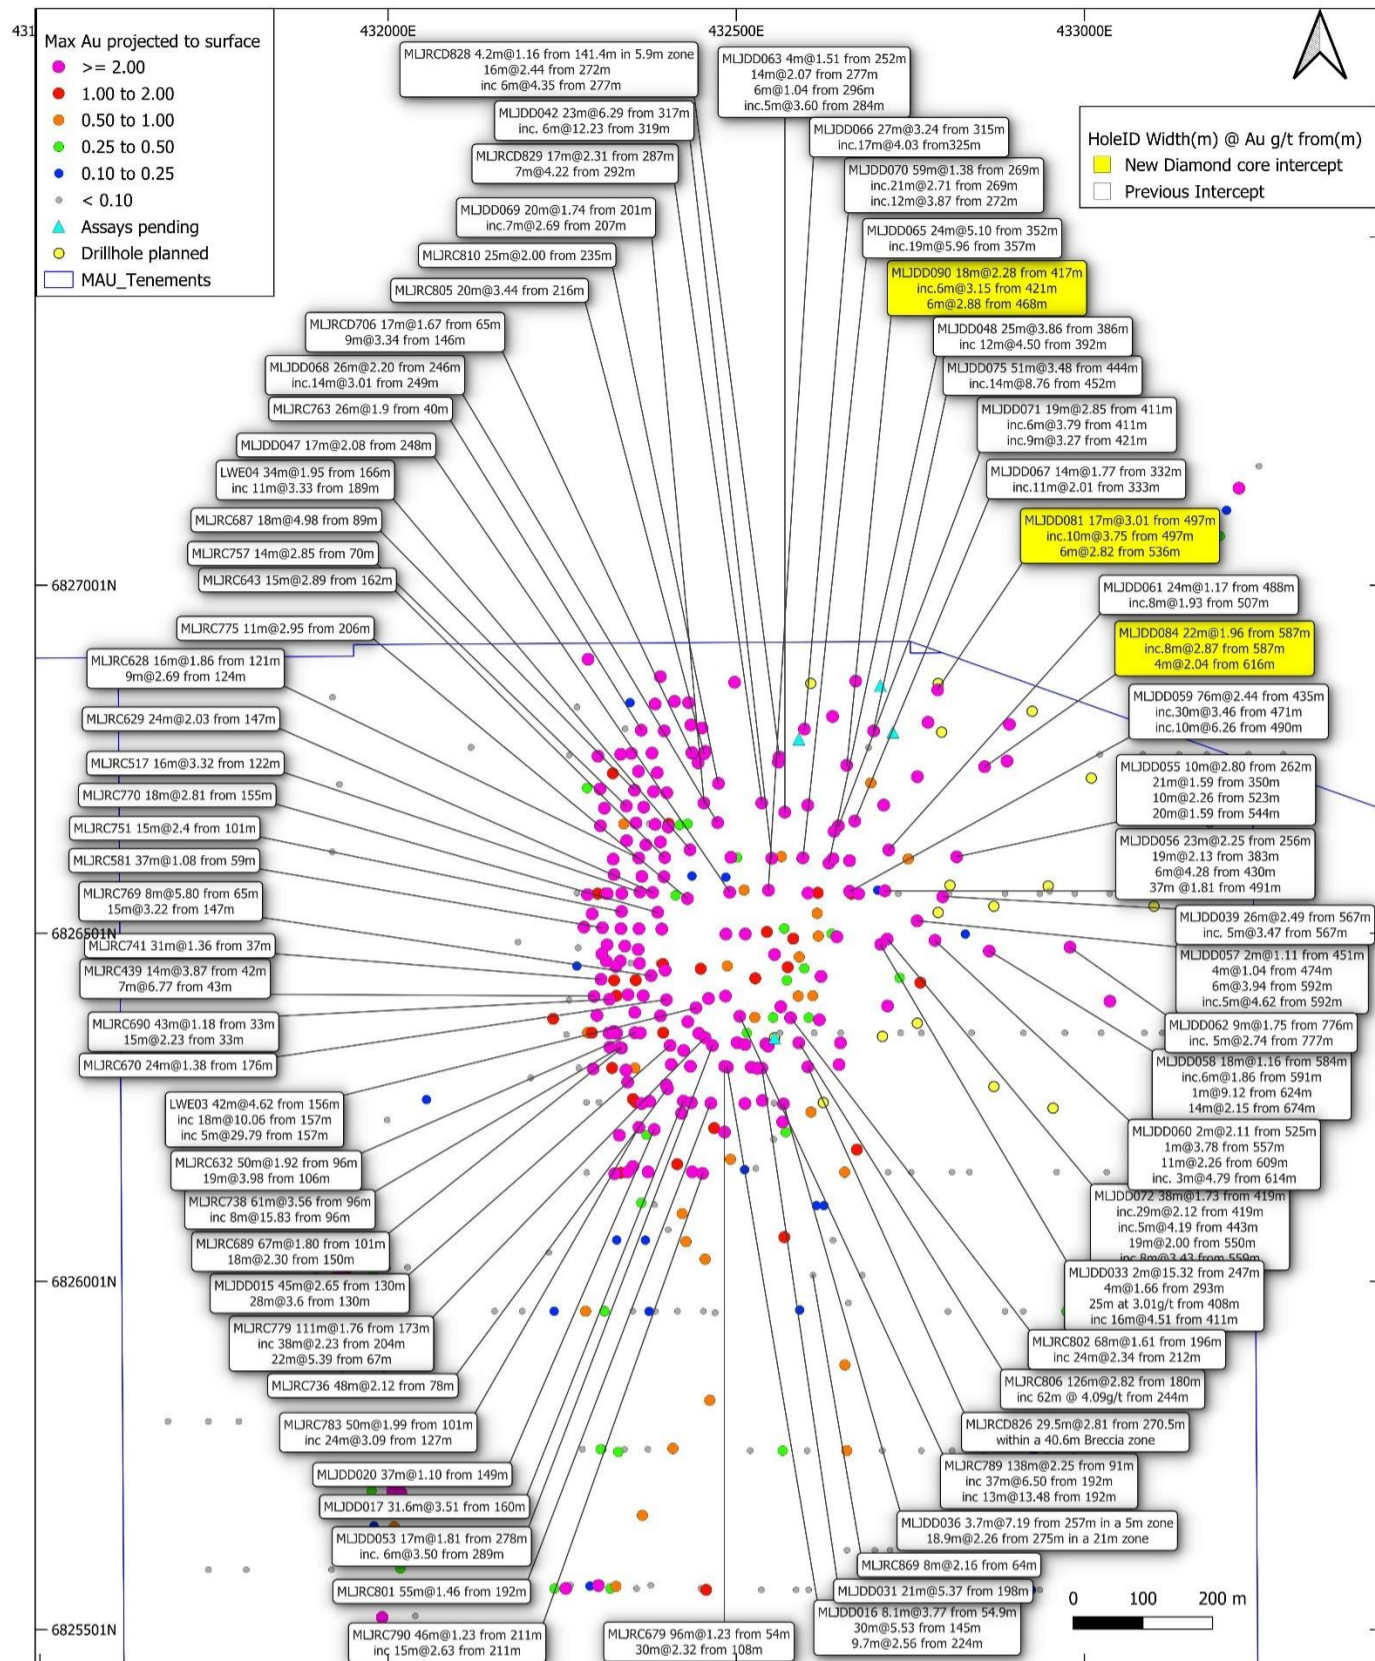 431
432000E
432500E
433000E
Max Au projected to surface
>= 2.00
1.00 to 2.00
0.50 to 1.00
0.25 to 0.50
0.10 to 0.25
< 0.10
Assays pending
Drillhole planned
MAU_Tenements
HoleID Width(m) @ Au g/t from(m)
New Diamond core intercept
Previous Intercept
MLJRCD828 4.2m@1.16 from 141.4m in 5.9m zone
16m@2.44 from 272m
inc 6m@4.35 from 277m
MLJDD042 23m@6.29 from 317m
inc. 6m@12.23 from 319m
MLJRCD829 17m@2.31 from 287m
7m@4.22 from 292m
MLJDD069 20m@1.74 from 201m
inc.7m@2.69 from 207m
MLJRC810 25m@2.00 from 235m
MLJRC805 20m@3.44 from 216m
MLJRCD706 17m@1.67 from 65m
9m@3.34 from 146m
MLJDD068 26m@2.20 from 246m
inc.14m@3.01 from 249m
MLJRC763 26m@1.9 from 40m
MLJDD047 17m@2.08 from 248m
LWE04 34m@1.95 from 166m
inc 11m@3.33 from 189m
MLJRC687 18m@4.98 from 89m
MLJRC757 14m@2.85 from 70m
MLJRC643 15m@2.89 from 162m
MLJRC775 11m@2.95 from 206m
MLJRC628 16m@1.86 from 121m
9m@2.69 from 124m
MLJRC629 24m@2.03 from 147m
MLJRC517 16m@3.32 from 122m
MLJRC770 18m@2.81 from 155m
MLJRC751 15m@2.4 from 101m
MLJRC581 37m@1.08 from 59m
MLJRC769 8m@5.80 from 65m
15m@3.22 from 147m
MLJRC741 31m@1.36 from 37m
MLJRC439 14m@3.87 from 42m
7m@6.77 from 43m
MLJRC690 43m@1.18 from 33m
15m@2.23 from 33m
MLJRC670 24m@1.38 from 176m
LWE03 42m@4.62 from 156m
inc 18m@10.06 from 157m
inc 5m@29.79 from 157m
MLJRC632 50m@1.92 from 96m
19m@3.98 from 106m
MLJRC738 61m@3.56 from 96m
inc 8m@15.83 from 96m
MLJRC689 67m@1.80 from 101m
18m@2.30 from 150m
MLJDD015 45m@2.65 from 130m
28m@3.6 from 130m
MLJRC779 111m@1.76 from 173m
inc 38m@2.23 from 204m
22m@5.39 from 67m
MLJRC736 48m@2.12 from 78m
MLJRC783 50m@1.99 from 101m
inc 24m@3.09 from 127m
MLJDD020 37m@1.10 from 149m
MLJDD017 31.6m@3.51 from 160m
MLJDD053 17m@1.81 from 278m
inc. 6m@3.50 from 289m
MLJRC801 55m@1.46 from 192m
MLJRC790 46m@1.23 from 211m
inc 15m@2.63 from 211m
MLJRC679 96m@1.23 from 54m
30m@2.32 from 108m
MLJDD063 4m@1.51 from 252m
14m@2.07 from 277m
6m@1.04 from 296m
inc.5m@3.60 from 284m
MLJDD066 27m@3.24 from 315m
inc.17m@4.03 from325m
MLJDD070 59m@1.38 from 269m
inc.21m@2.71 from 269m
inc.12m@3.87 from 272m
MLJDD065 24m@5.10 from 352m
inc.19m@5.96 from 357m
MLJDD090 18m@2.28 from 417m
inc.6m@3.15 from 421m
6m@2.88 from 468m
MLJDD048 25m@3.86 from 386m
inc 12m@4.50 from 392m
MLJDD075 51m@3.48 from 444m
inc.14m@8.76 from 452m
MLJDD071 19m@2.85 from 411m
inc.6m@3.79 from 411m
inc.9m@3.27 from 421m
MLJDD067 14m@1.77 from 332m
inc.11m@2.01 from 333m
MLJDD081 17m@3.01 from 497m
inc.10m@3.75 from 497m
6m@2.82 from 536m
MLJDD061 24m@1.17 from 488m
inc.8m@1.93 from 507m
MLJDD084 22m@1.96 from 587m
inc.8m@2.87 from 587m
4m@2.04 from 616m
MLJDD059 76m@2.44 from 435m
inc.30m@3.46 from 471m
inc.10m@6.26 from 490m
MLJDD055 10m@2.80 from 262m
21m@1.59 from 350m
10m@2.26 from 523m
20m@1.59 from 544m
MLJDD056 23m@2.25 from 256m
19m@2.13 from 383m
6m@4.28 from 430m
37m @1.81 from 491m
MLJDD039 26m@2.49 from 567m
inc. 5m@3.47 from 567m
MLJDD057 2m@1.11 from 451m
4m@1.04 from 474m
6m@3.94 from 592m
inc.5m@4.62 from 592m
MLJDD062 9m@1.75 from 776m
inc. 5m@2.74 from 777m
MLJDD058 18m@1.16 from 584m
inc.6m@1.86 from 591m
1m@9.12 from 624m
14m@2.15 from 674m
MLJDD060 2m@2.11 from 525m
1m@3.78 from 557m
11m@2.26 from 609m
inc. 3m@4.79 from 614m
MLJDD072 38m@1.73 from 419m
inc.29m@2.12 from 419m
inc.5m@4.19 from 443m
19m@2.00 from 550m
inc 8m@3.43 from 559m
MLJDD033 2m@15.32 from 247m
4m@1.66 from 293m
25m at 3.01g/t from 408m
inc 16m@4.51 from 411m
MLJRC802 68m@1.61 from 196m
inc 24m@2.34 from 212m
MLJRC806 126m@2.82 from 180m
inc 62m @ 4.09g/t from 244m
MLJRCD826 29.5m@2.81 from 270.5m
within a 40.6m Breccia zone
MLJRC789 138m@2.25 from 91m
inc 37m@6.50 from 192m
inc 13m@13.48 from 192m
MLJDD036 3.7m@7.19 from 257m in a 5m zone
18.9m@2.26 from 275m in a 21m zone
MLJRC869 8m@2.16 from 64m
MLJDD031 21m@5.37 from 198m
MLJDD016 8.1m@3.77 from 54.9m
30m@5.53 from 145m
9.7m@2.56 from 224m
6827001N
6826501N
6826001N
6825501N
0 100 200 m